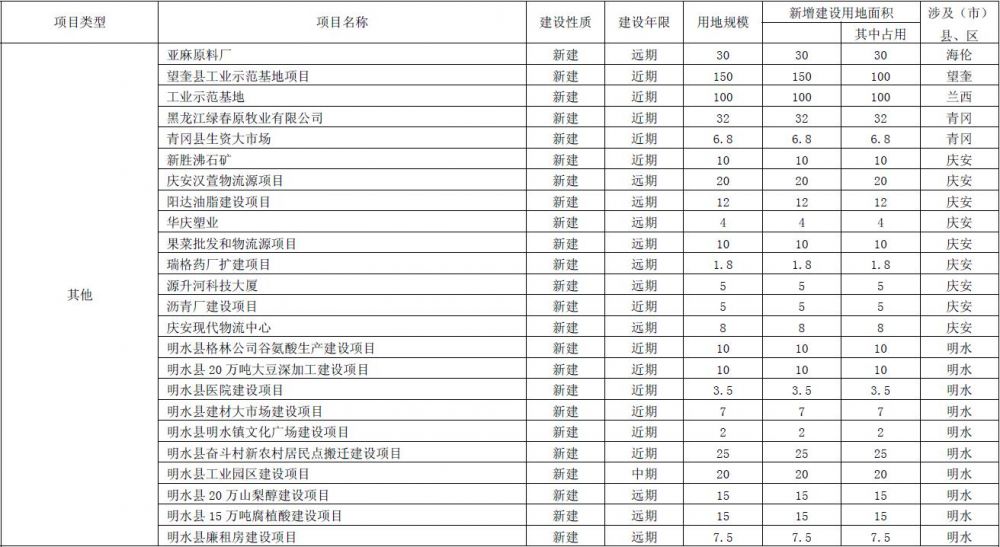 项目类型 项目名称 建设性质 建设年限 用地规模 新增建设用地面积 涉及（市）县、区
其中占用
其他
亚麻原料厂 新建 远期 30 30 30 海伦
望奎县工业示范基地项目 新建 近期 150 150 100 望奎
工业示范基地 新建 近期 100 100 100 兰西
黑龙江绿春原牧业有限公司 新建 近期 32 32 32 青冈
青冈县生资大市场 新建 近期 6.8 6.8 6.8 青冈
新胜沸石矿 新建 近期 10 10 10 庆安
庆安汉萱物流源项目 新建 远期 20 20 20 庆安
阳达油脂建设项目 新建 远期 12 12 12 庆安
华庆塑业 新建 远期 4 4 4 庆安
果菜批发和物流源项目 新建 远期 10 10 10 庆安
瑞格药厂扩建项目 新建 远期 1.8 1.8 1.8 庆安
源升河科技大厦 新建 远期 5 5 5 庆安
沥青厂建设项目 新建 近期 5 5 5 庆安
庆安现代物流中心 新建 远期 8 8 8 庆安
明水县格林公司谷氨酸生产建设项目 新建 近期 10 10 10 明水
明水县20万吨大豆深加工建设项目 新建 近期 10 10 10 明水
明水县医院建设项目 新建 近期 3.5 3.5 3.5 明水
明水县建材大市场建设项目 新建 近期 7 7 7 明水
明水县明水镇文化广场建设项目 新建 近期 2 2 2 明水
明水县奋斗村新农村居民点搬迁建设项目 新建 近期 25 25 25 明水
明水县工业园区建设项目 新建 中期 20 20 20 明水
明水县20万山梨醇建设项目 新建 远期 15 15 15 明水
明水县15万吨腐植酸建设项目 新建 远期 15 15 15 明水
明水县廉租房建设项目 新建 远期 7.5 7.5 7.5 明水